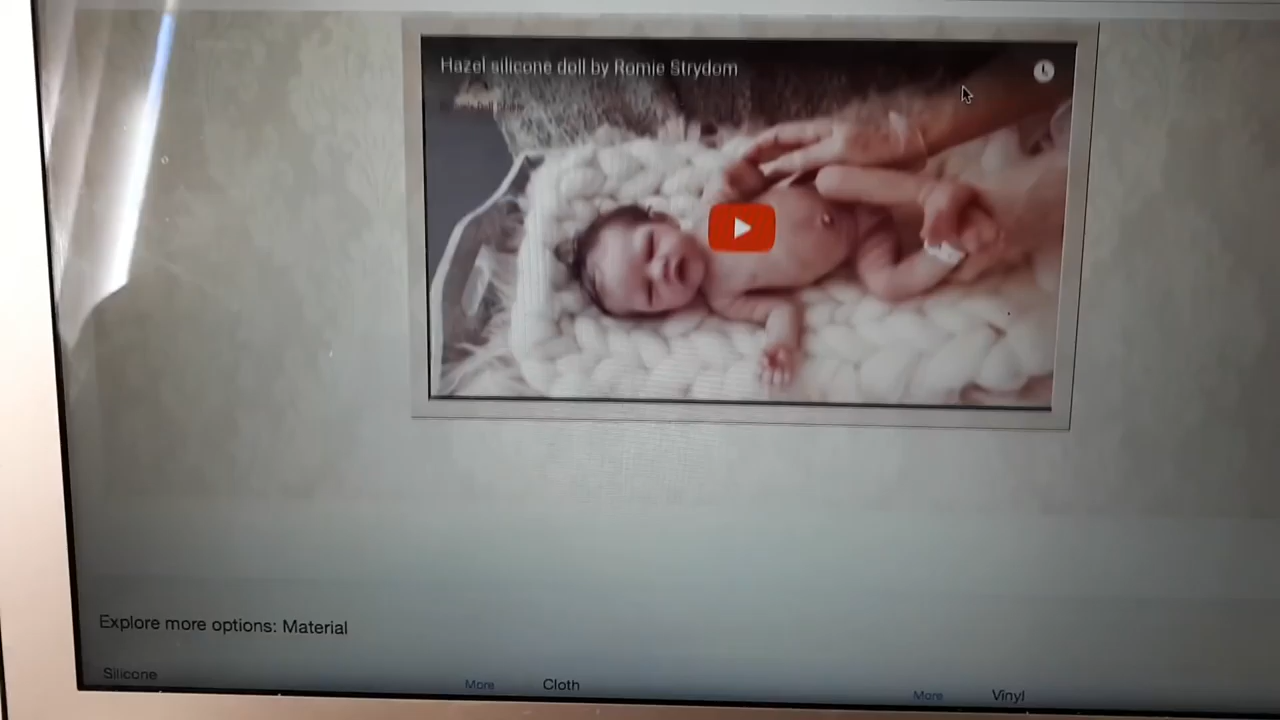 Hazel silicone doll by Romie Strydom
Explore more options: Material
Silicone
More
Cloth
More
Vinyl